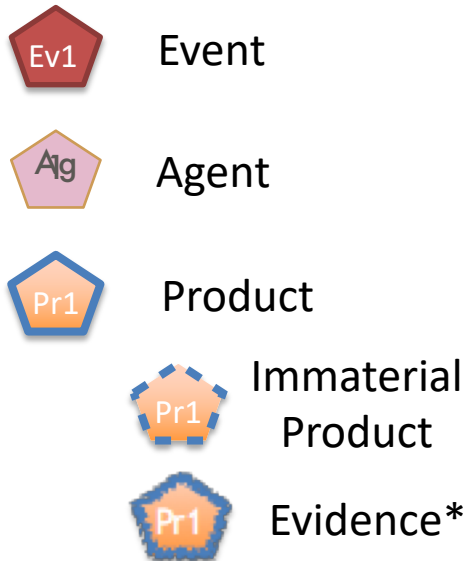 Ev1 Event
Ag Agent
Pr1 Product
Pr1 Immaterial
Product
Pr1 Evidence*